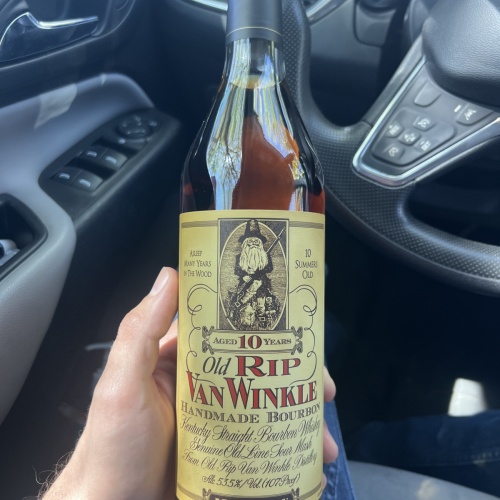 ASLEEP
MANY YEARS
IN THE WOOD
10
SUMMERS
OLD
AGED 10 YEARS
Old RIP
VAN WINKLE
HANDMADE BOURBON
Kentucky Straight Bourbon Whiskey
Genuine Old Line Sour Mash
From Old Rip Van Winkle Distillery
Alc. 53.5% / Vol. (107 Proof)